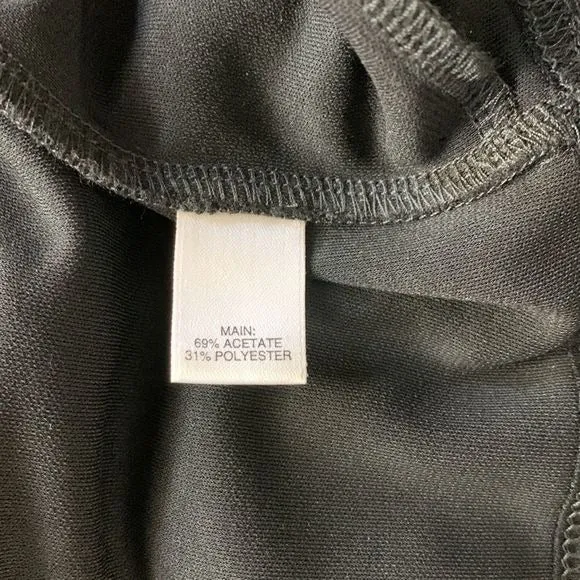 MAIN:
69% ACETATE
31% POLYESTER